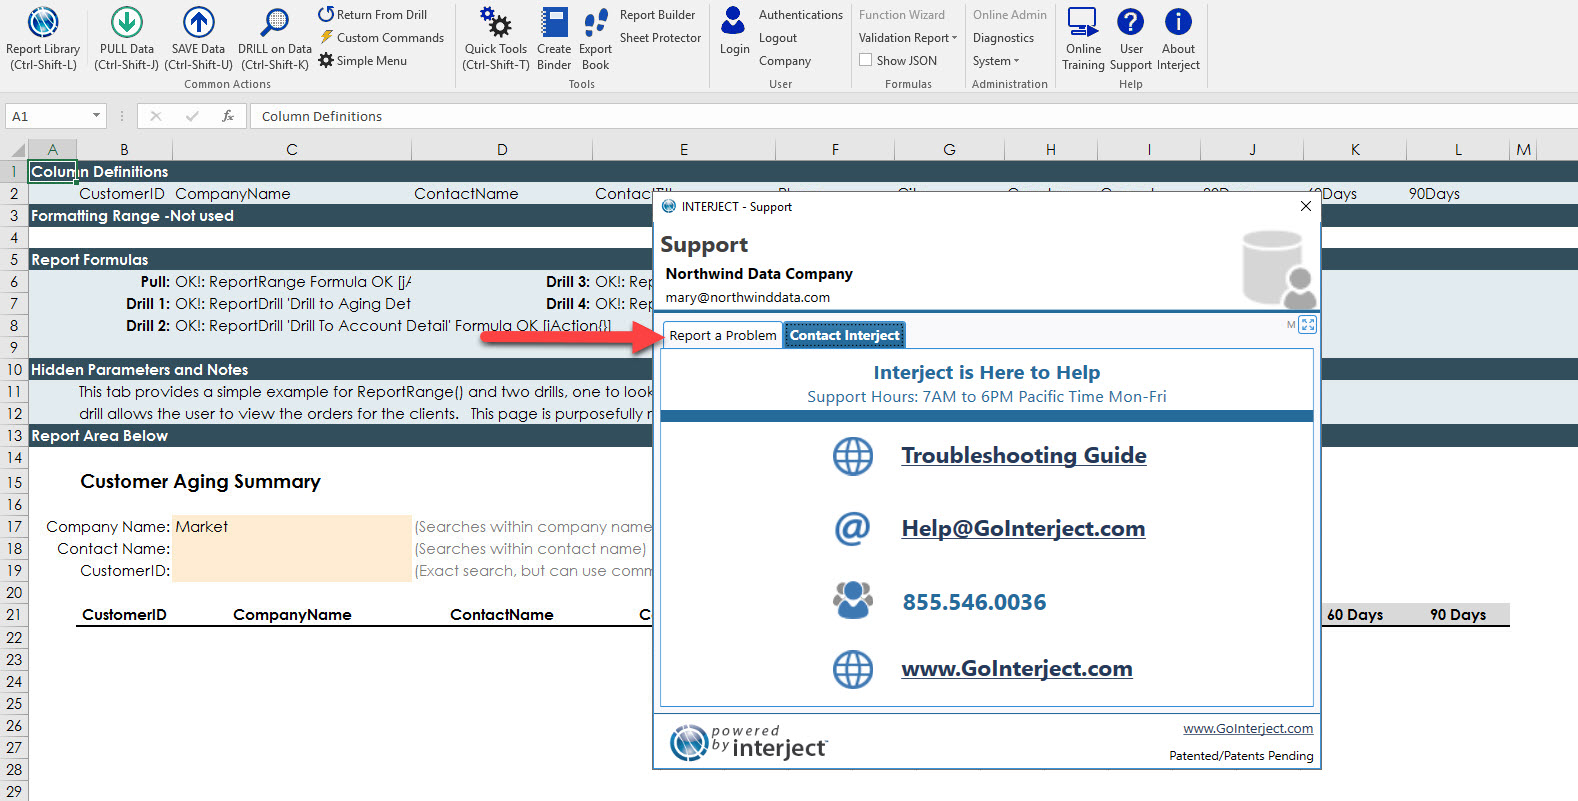 Report Library
(Ctrl-Shift-L)
PULL Data
(Ctrl-Shift-J)
SAVE Data
(Ctrl-Shift-U)
DRILL on Data
(Ctrl-Shift-K)
Return From Drill
Custom Commands
Simple Menu
Common Actions
Quick Tools
(Ctrl-Shift-T)
Create
Binder
Export
Book
Report Builder
Sheet Protector
Tools
Login
Authentications
Logout
Company
User
Function Wizard
Validation Report
Show JSON
Formulas
Online Admin
Diagnostics
System
Administration
Online
Training
User
Support
About
Interject
Help
A1
fx
Column Definitions
A B C D E F G H I J K L M
1 Column Definitions
2 CustomerID CompanyName ContactName 60Days 90Days
3 Formatting Range -Not used
4
5 Report Formulas
6 Pull: OK!: ReportRange Formula OK [jA Drill 3: OK!: Rep
7 Drill 1: OK!: ReportDrill 'Drill to Aging Det Drill 4: OK!: Rep
8 Drill 2: OK!: ReportDrill 'Drill To Account Detail' Formula OK [jAction{}]
9
10 Hidden Parameters and Notes
11 This tab provides a simple example for ReportRange() and two drills, one to look
12 drill allows the user to view the orders for the clients. This page is purposefully
13 Report Area Below
14
15 Customer Aging Summary
16
17 Company Name: Market (Searches within company name
18 Contact Name: (Searches within contact name)
19 CustomerID: (Exact search, but can use comm
20
21 CustomerID CompanyName ContactName C 60 Days 90 Days
22
23
24
25
26
27
28
29
INTERJECT - Support
Support
Northwind Data Company
mary@northwinddata.com
Report a Problem Contact Interject
M
Interject is Here to Help
Support Hours: 7AM to 6PM Pacific Time Mon-Fri
Troubleshooting Guide
@ Help@GoInterject.com
855.546.0036
www.GoInterject.com
powered
by interject™
www.GoInterject.com
Patented/Patents Pending